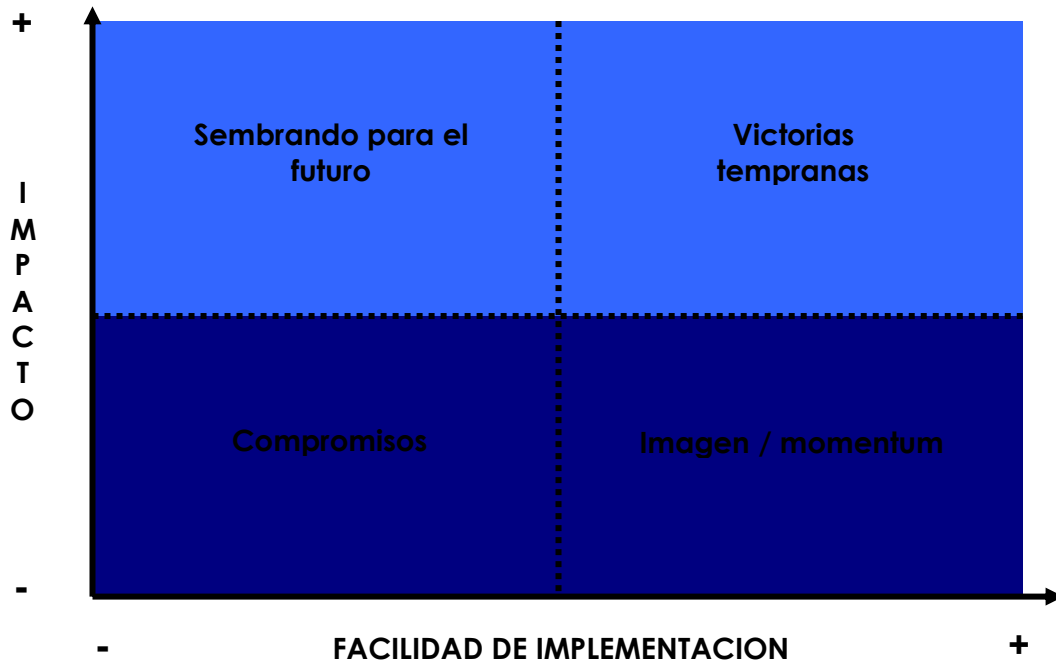 +
Sembrando para el
futuro
Victorias
tempranas
I
M
P
A
C
T
O
Compromisos
Imagen / momentum
-
-
FACILIDAD DE IMPLEMENTACION
+